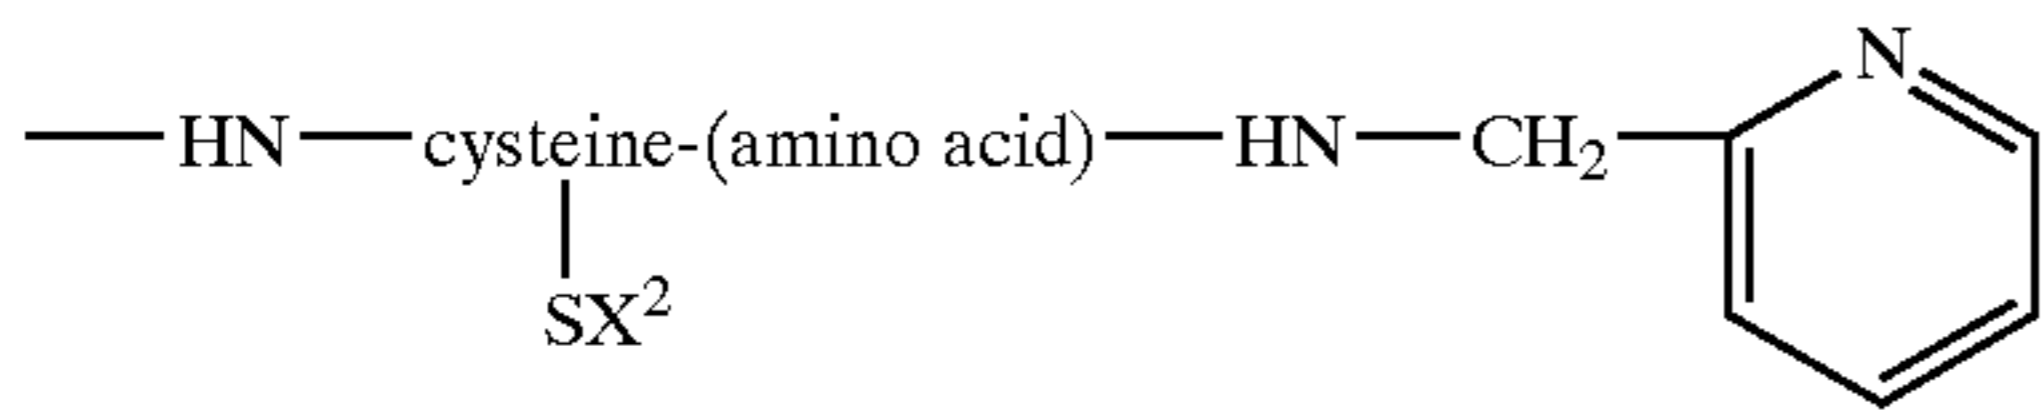 N
HN cysteine-(amino acid) HN CH₂
SX²